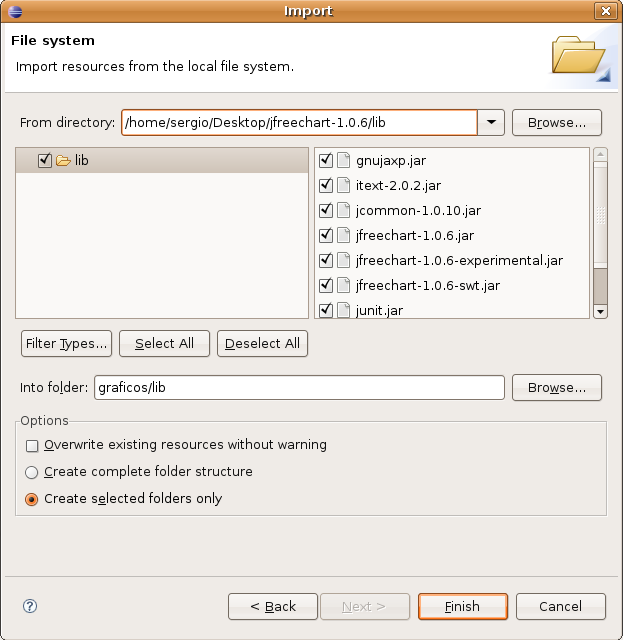 Import
File system
Import resources from the local file system.
From directory: /home/sergio/Desktop/jfreechart-1.0.6/lib Browse...
lib
gnujaxp.jar
itext-2.0.2.jar
jcommon-1.0.10.jar
jfreechart-1.0.6.jar
jfreechart-1.0.6-experimental.jar
jfreechart-1.0.6-swt.jar
junit.jar
Filter Types... Select All Deselect All
Into folder: graficos/lib Browse...
Options
Overwrite existing resources without warning
Create complete folder structure
Create selected folders only
? < Back Next > Finish Cancel